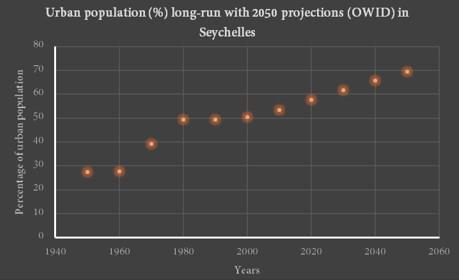 Urban population (%) long-run with 2050 projections (OWID) in
Seychelles
80
70
60
50
40
30
20
10
0
Percentage of urban population
1940 1960 1980 2000 2020 2040 2060
Years